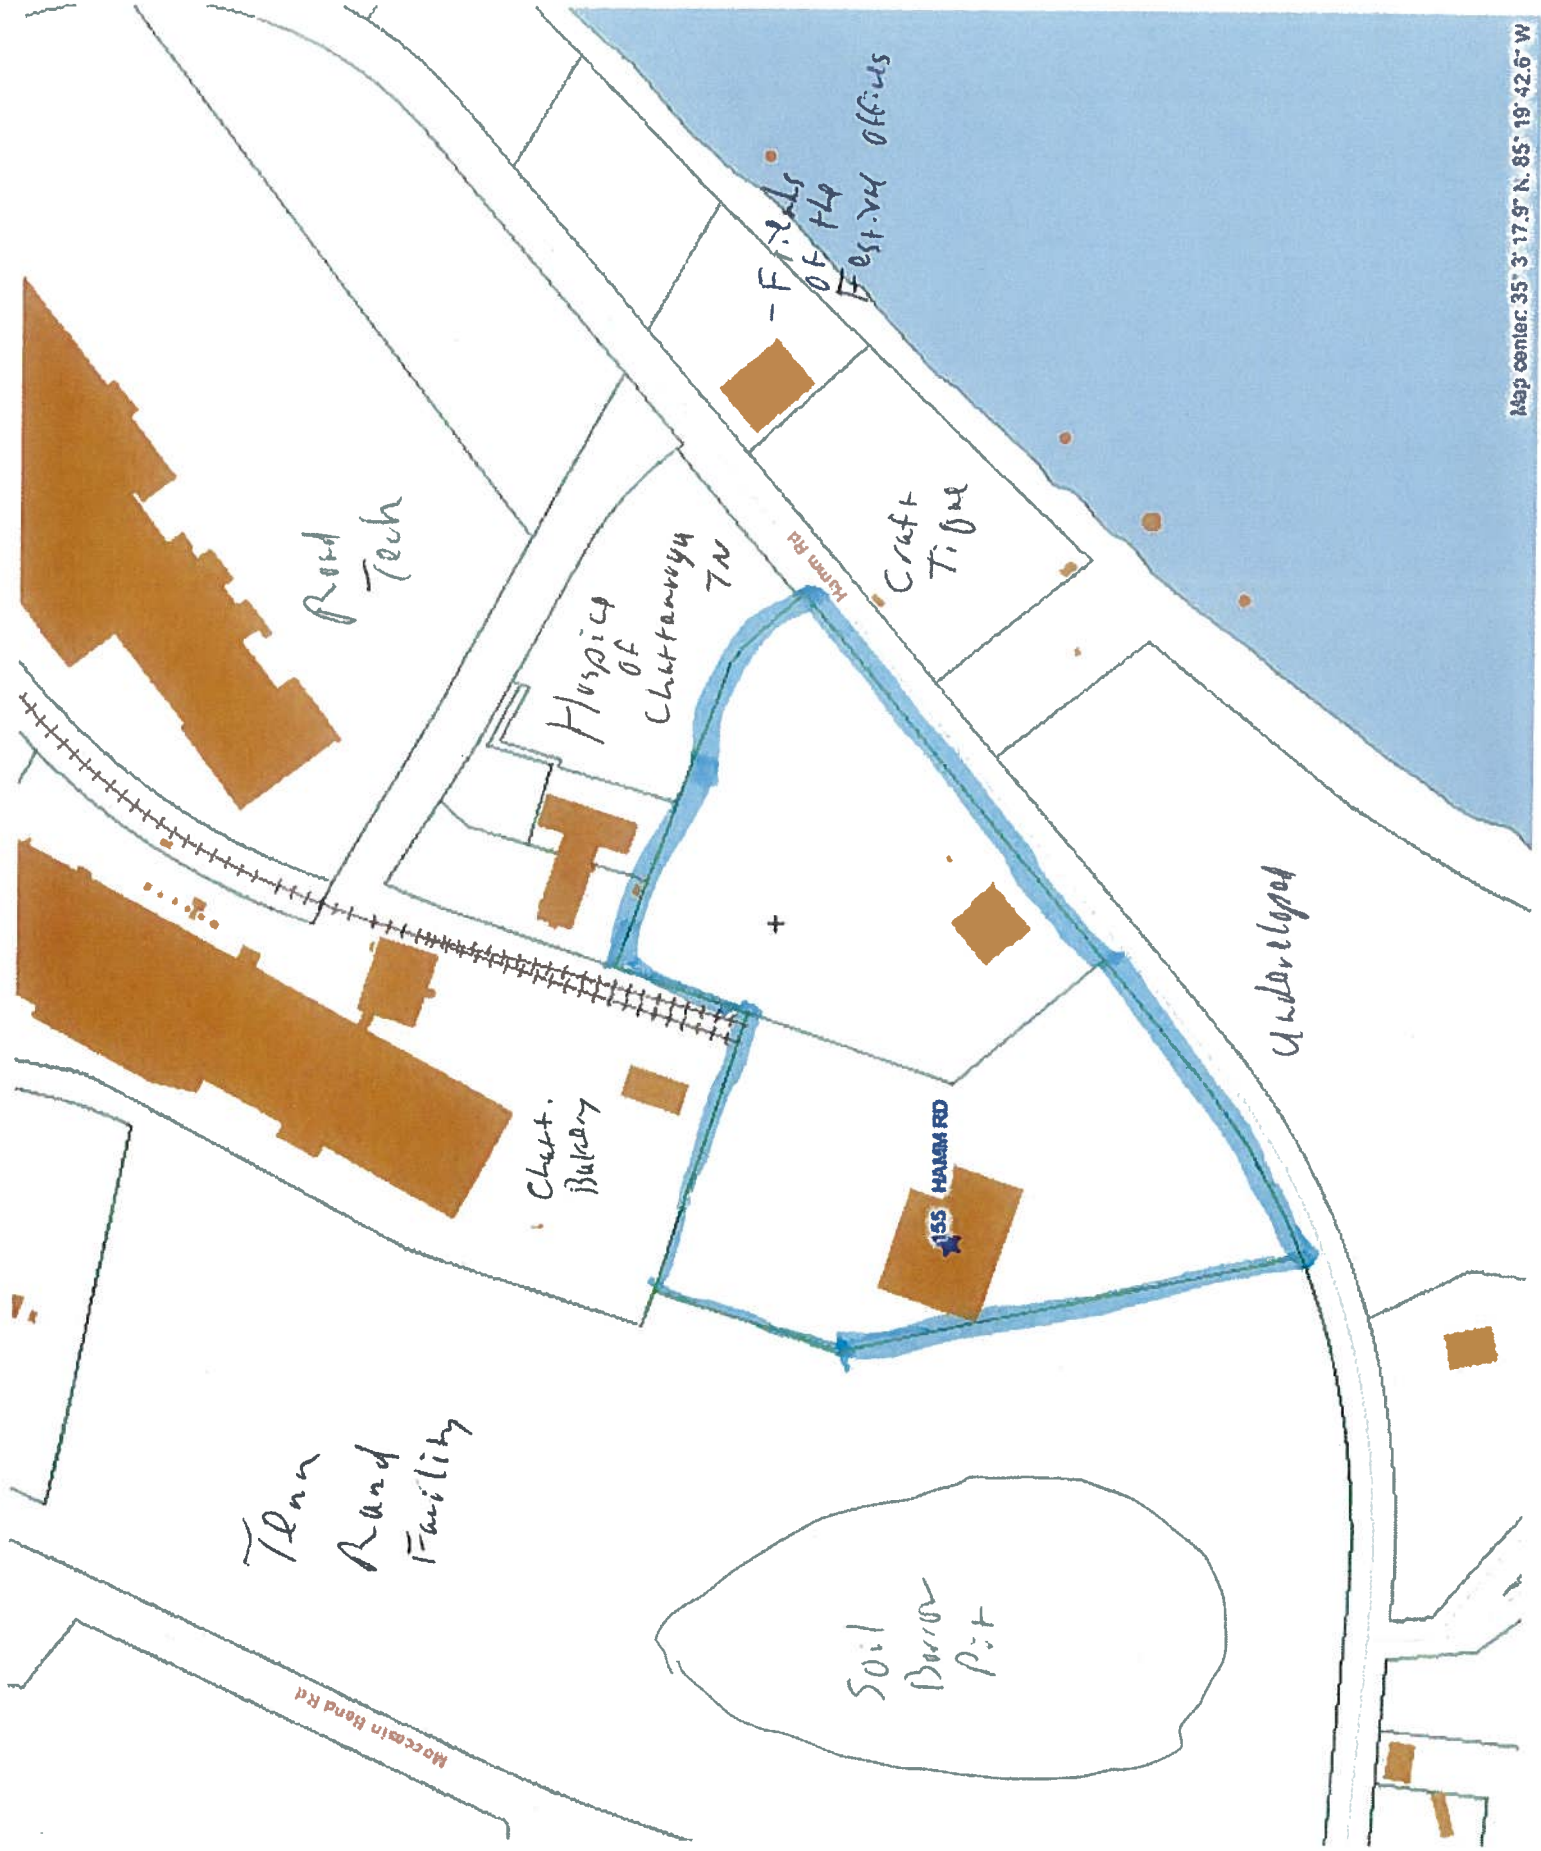 Map center: 35° 3' 17.9" N, 85° 19' 42.6" W
- Friends
of the
Festival offices
Craft
Tique
Hamm Rd
Road
Tech
Hospice
of
Chattanooga
TN
Undeveloped
155 HAMM RD
Chatt.
Bakery
Tenn
Rand
Facility
Moccasin Bend Rd
Soil
Borrow
Pit